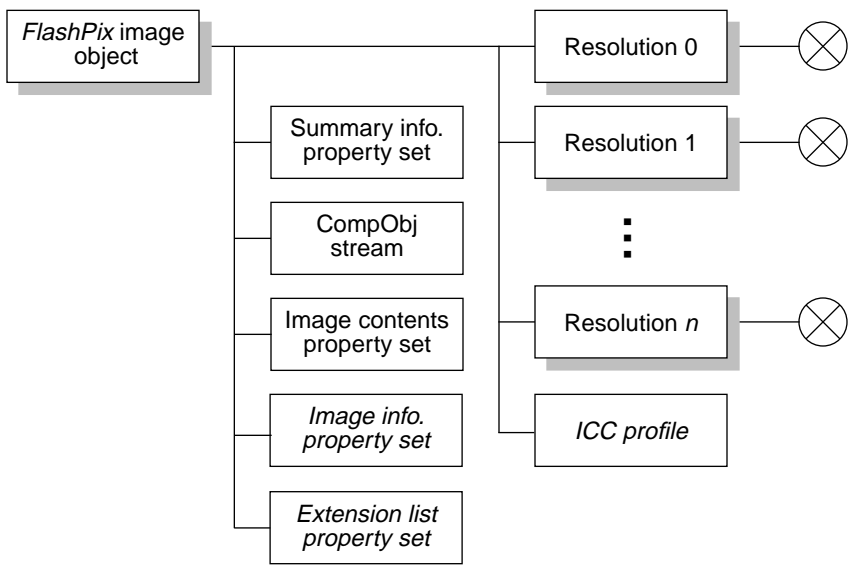 FlashPix image
object
Resolution 0
Summary info.
property set
Resolution 1
CompObj
stream
Image contents
property set
Resolution n
Image info.
property set
ICC profile
Extension list
property set